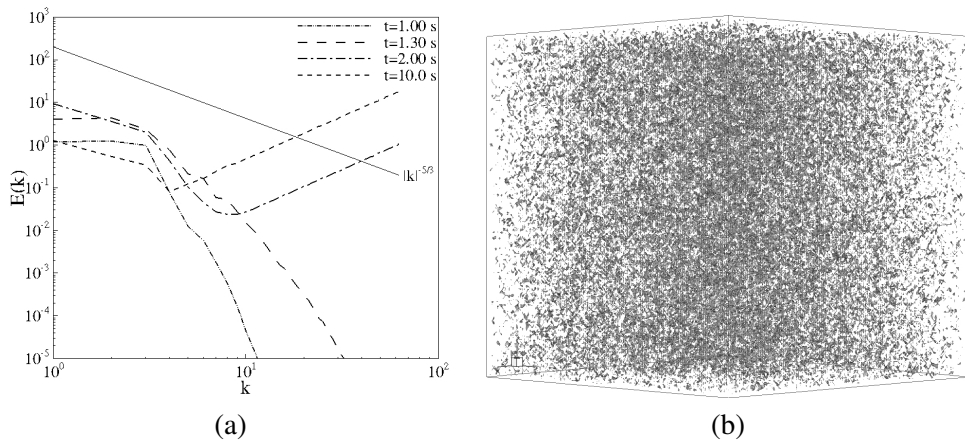 t=1.00 s
t=1.30 s
t=2.00 s
t=10.0 s
10³
10²
10¹
10⁰
10⁻¹
10⁻²
10⁻³
10⁻⁴
10⁻⁵
E(k)
|k|⁻⁵/³
10⁰ 10¹ 10²
k
(a) (b)